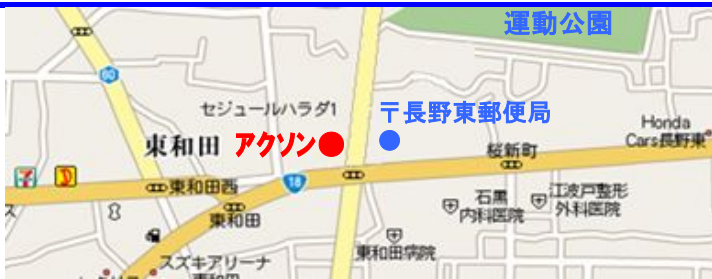 運動公園
60
セジュールハラダ1
〒長野東郵便局
東和田
アクソン
Honda
Cars長野東
桜新町
18
東和田西
東和田
石黒
内科医院
江波戸整形
外科医院
東和田病院
スズキアリーナ